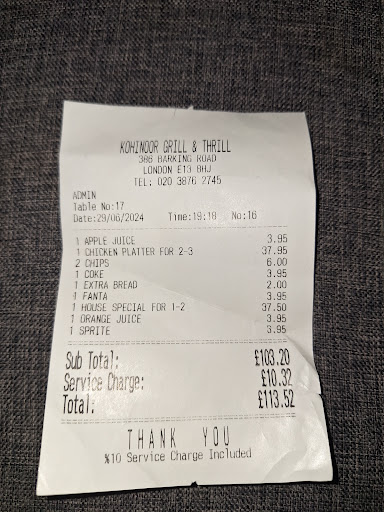 KOHINOOR GRILL & THRILL
386 BARKING ROAD
LONDON E13 8HJ
TEL: 020 3876 2745
ADMIN
Table No:17
Date:29/06/2024 Time:19:18 No:16
1 APPLE JUICE 3.95
1 CHICKEN PLATTER FOR 2-3 37.95
2 CHIPS 6.00
1 COKE 3.95
1 EXTRA BREAD 2.00
1 FANTA 3.95
1 HOUSE SPECIAL FOR 1-2 37.50
1 ORANGE JUICE 3.95
1 SPRITE 3.95
Sub Total: £103.20
Service Charge: £10.32
Total: £113.52
THANK YOU
%10 Service Charge Included